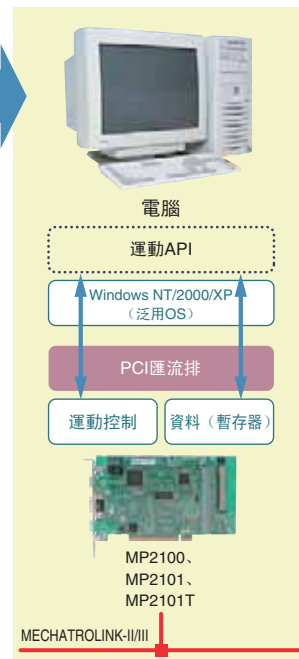 電腦
運動API
Windows NT/2000/XP
（泛用OS）
PCI匯流排
運動控制
資料（暫存器）
MP2100、
MP2101、
MP2101T
MECHATROLINK-II/III